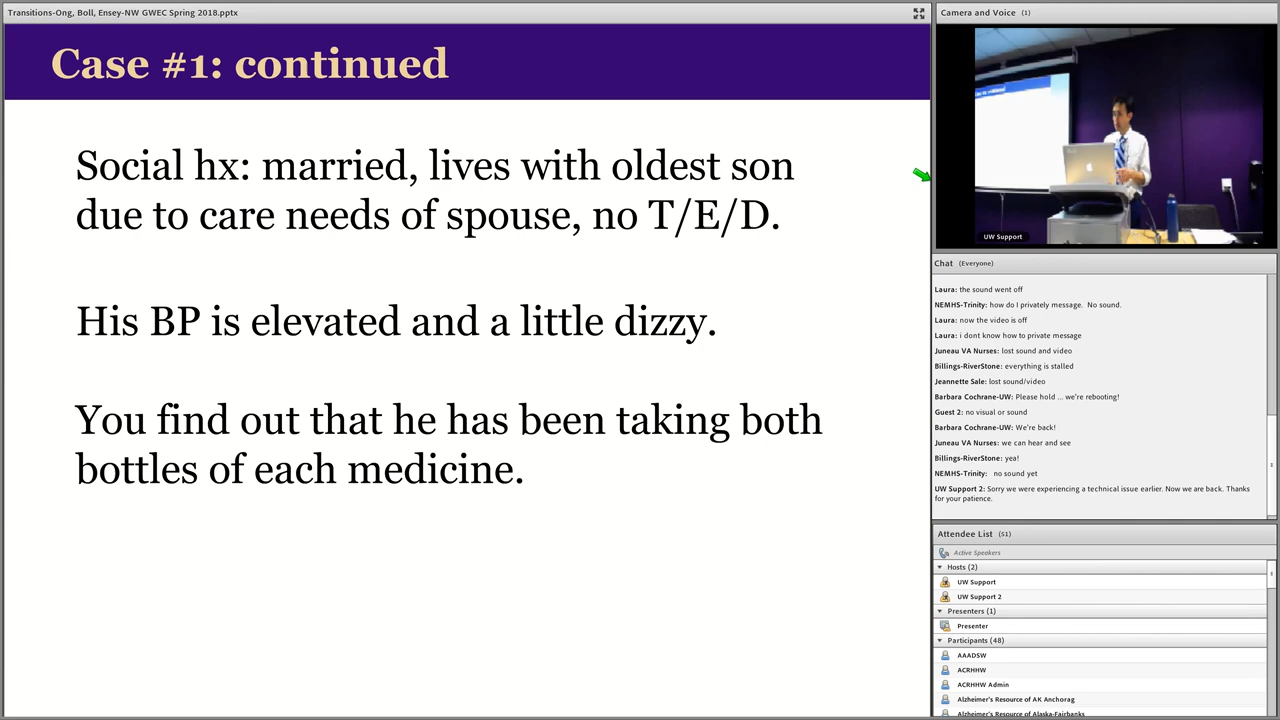 Transitions-Ong, Boll, Ensey-NW GWEC Spring 2018.pptx
Case #1: continued
Social hx: married, lives with oldest son
due to care needs of spouse, no T/E/D.
His BP is elevated and a little dizzy.
You find out that he has been taking both
bottles of each medicine.
Camera and Voice (1)
UW Support
Chat (Everyone)
Laura: the sound went off
NEMHS-Trinity: how do I privately message. No sound.
Laura: now the video is off
Laura: i dont know how to private message
Juneau VA Nurses: lost sound and video
Billings-RiverStone: everything is stalled
Jeannette Sale: lost sound/video
Barbara Cochrane-UW: Please hold ... we're rebooting!
Guest 2: no visual or sound
Barbara Cochrane-UW: We're back!
Juneau VA Nurses: we can hear and see
Billings-RiverStone: yea!
NEMHS-Trinity: no sound yet
UW Support 2: Sorry we were experiencing a technical issue earlier. Now we are back. Thanks
for your patience.
Attendee List (51)
Active Speakers
Hosts (2)
UW Support
UW Support 2
Presenters (1)
Presenter
Participants (48)
AAADSW
ACRHHW
ACRHHW Admin
Alzheimer's Resource of AK Anchorag
Alzheimer's Resource of Alaska-Fairbanks